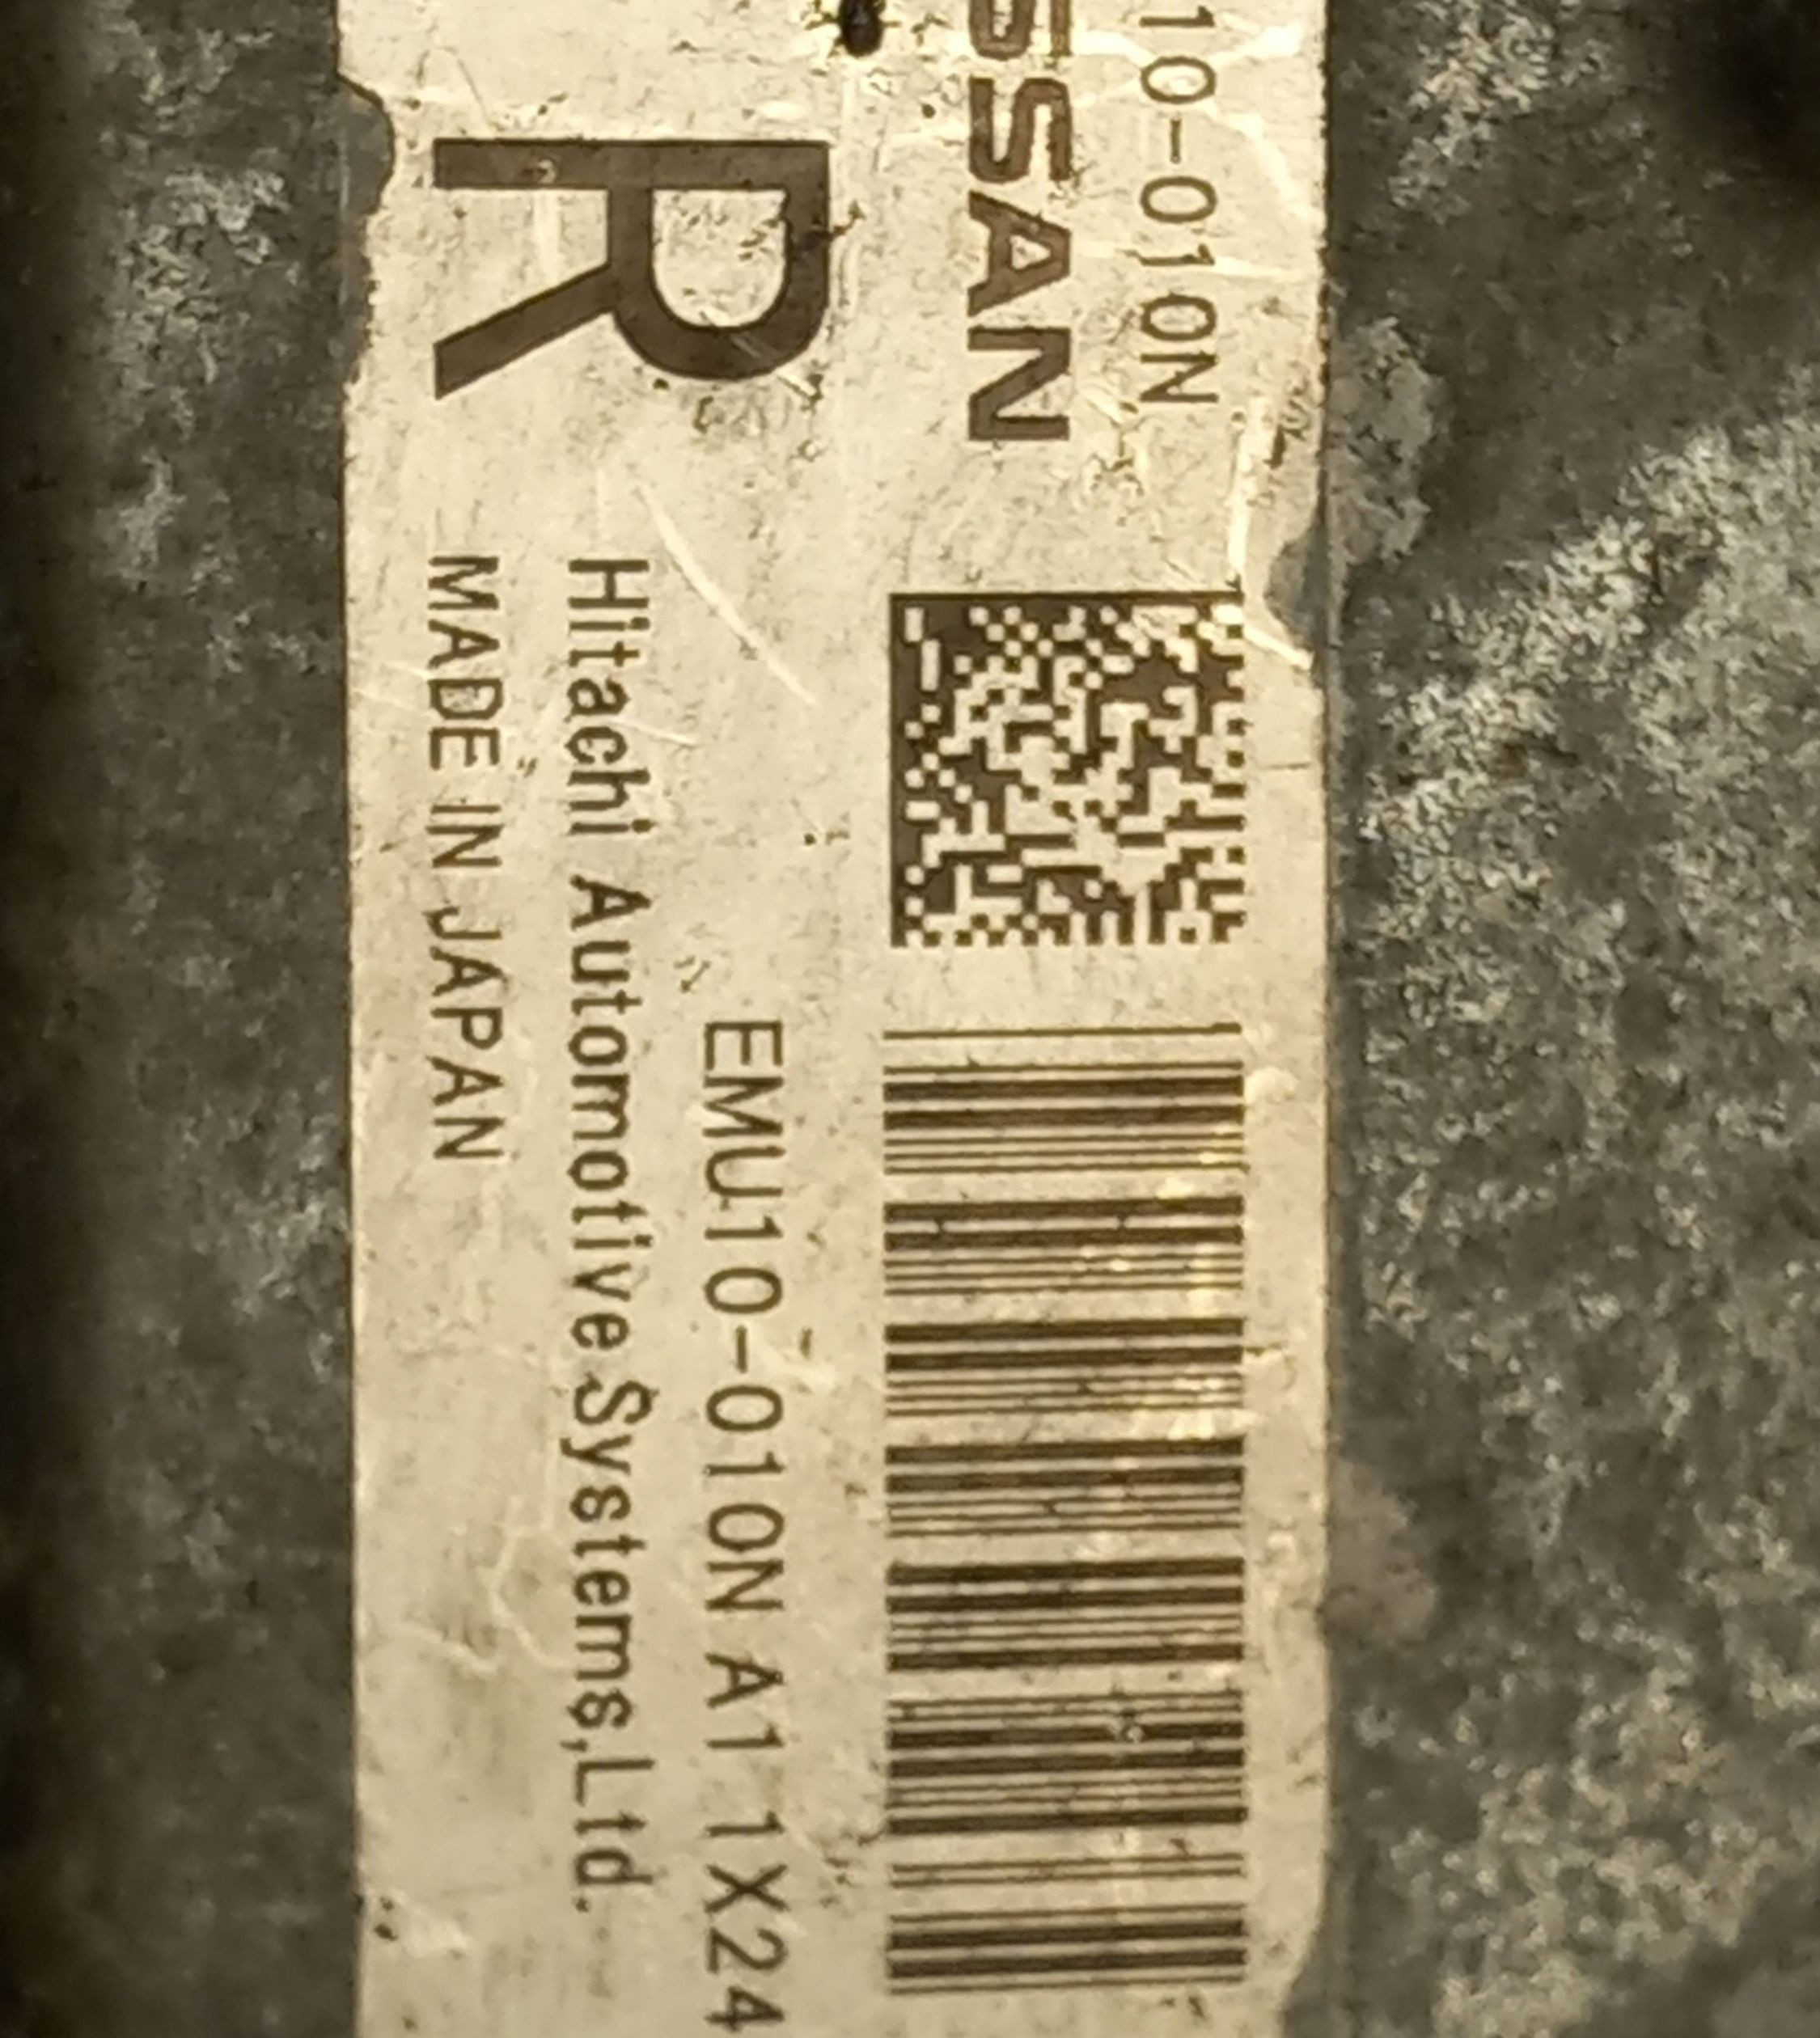 10-010N
SSAN
R
EMU10-010N A1 1X24
Hitachi Automotive Systems,Ltd.
MADE IN JAPAN